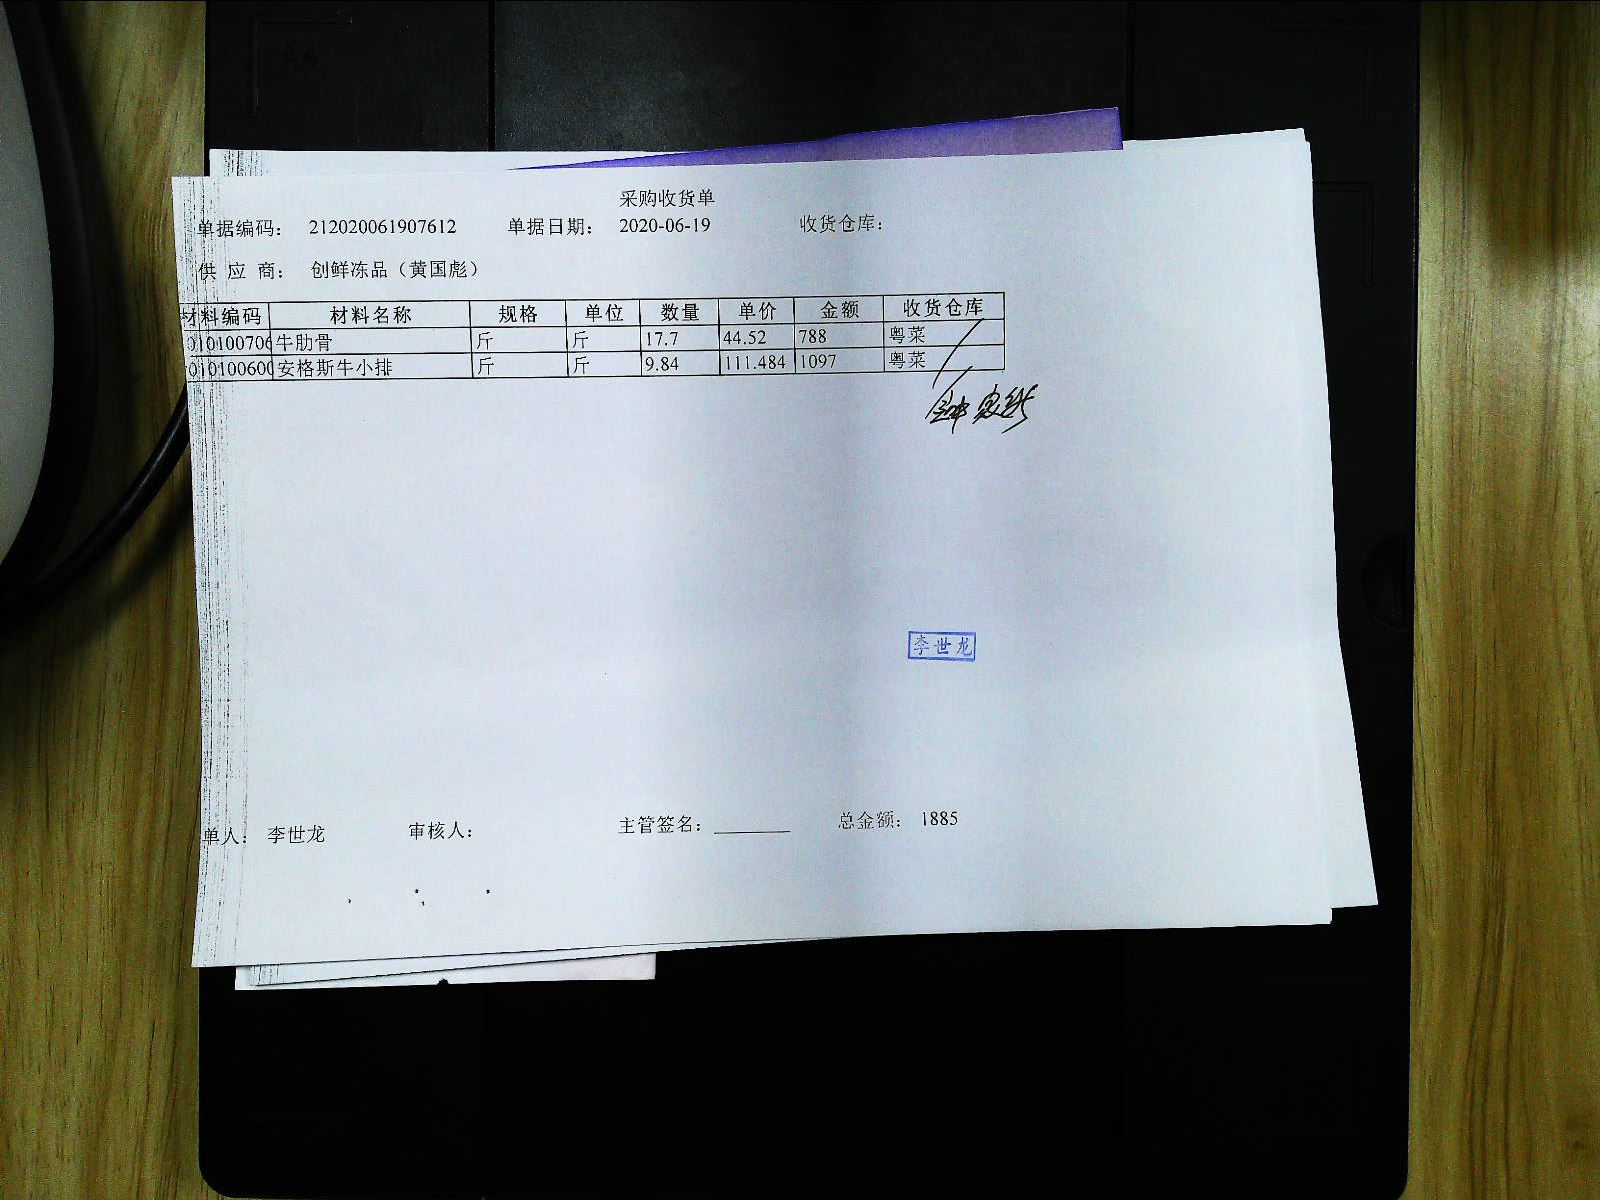 采购收货单
单据编码： 212020061907612 单据日期： 2020-06-19 收货仓库：
供 应 商： 创鲜冻品（黄国彪）
材料编码 材料名称 规格 单位 数量 单价 金额 收货仓库
010100706 牛肋骨 斤 斤 17.7 44.52 788 粤菜
010100600 安格斯牛小排 斤 斤 9.84 111.484 1097 粤菜
李世龙
单人： 李世龙 审核人： 主管签名： 总金额： 1885